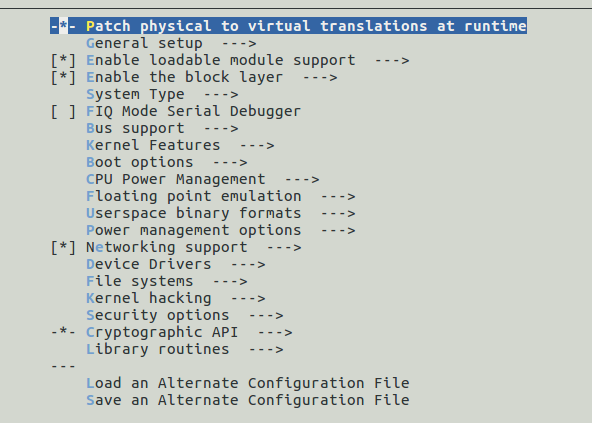 -*- Patch physical to virtual translations at runtime
General setup --->
[*] Enable loadable module support --->
[*] Enable the block layer --->
System Type --->
[ ] FIQ Mode Serial Debugger
Bus support --->
Kernel Features --->
Boot options --->
CPU Power Management --->
Floating point emulation --->
Userspace binary formats --->
Power management options --->
[*] Networking support --->
Device Drivers --->
File systems --->
Kernel hacking --->
Security options --->
-*- Cryptographic API --->
Library routines --->
---
Load an Alternate Configuration File
Save an Alternate Configuration File